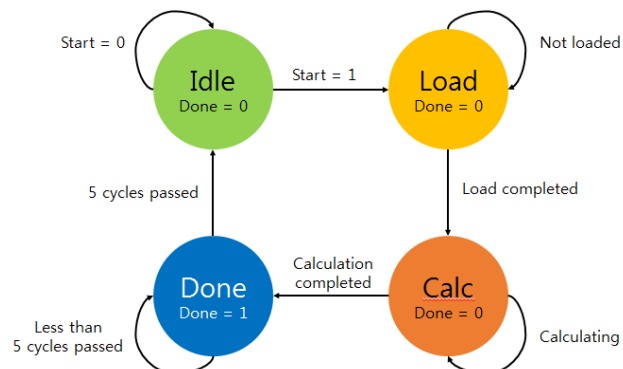 Start = 0
Idle
Done = 0
Start = 1
Load
Done = 0
Not loaded
5 cycles passed
Load completed
Done
Done = 1
Calculation
completed
Calc
Done = 0
Less than
5 cycles passed
Calculating